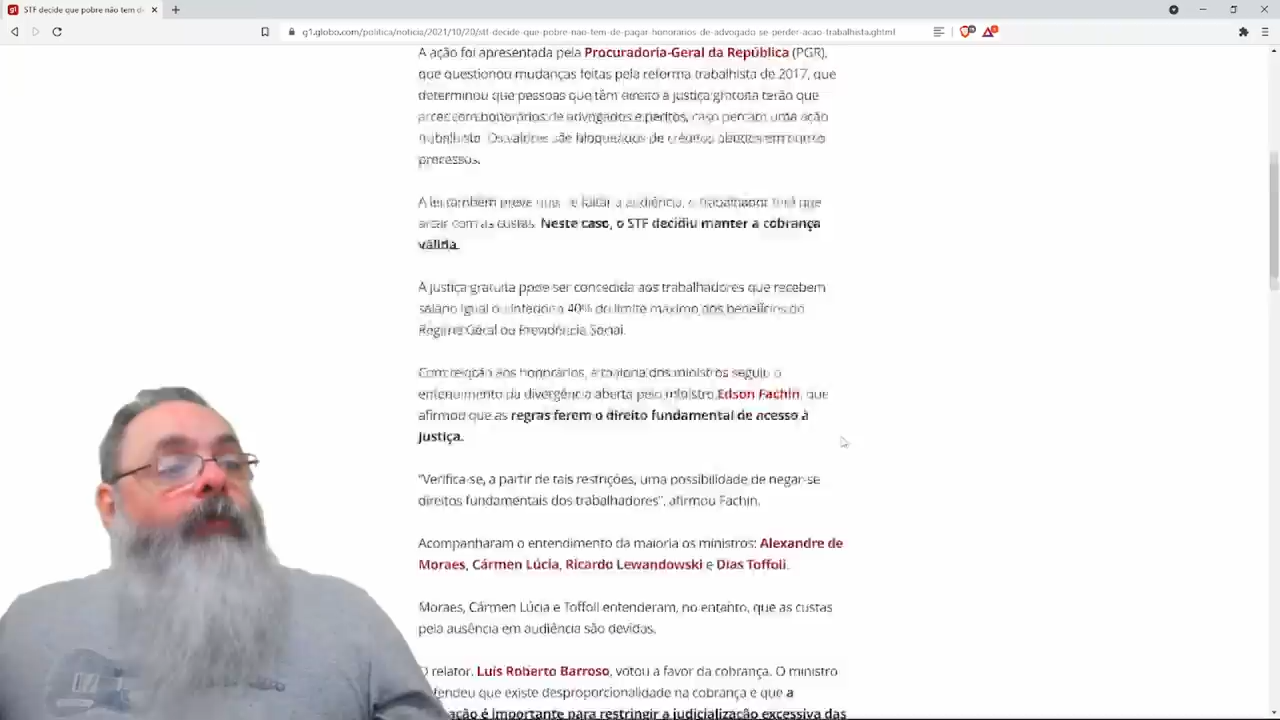 STF decide que pobre não tem d
g1.globo.com/politica/noticia/2021/10/20/stf-decide-que-pobre-nao-tem-de-pagar-honorarios-de-advogado-se-perder-acao-trabalhista.ghtml
A ação foi apresentada pela Procuradoria-Geral da República (PGR),
que questionou mudanças feitas pela reforma trabalhista de 2017, que
determinou que pessoas que têm direito a justiça gratuita terão que
arcar com honorários de advogados e peritos, caso percam uma ação
trabalhista. Os valores são bloqueados de créditos
processos.
A lei também prevê que, se faltar a audiência, o trabalhador terá que
arcar com as custas. Neste caso, o STF decidiu manter a cobrança
válida.
A justiça gratuita pode ser concedida aos trabalhadores que recebem
salário igual ou inferior a 40% do limite máximo dos benefícios do
Regime Geral de Previdência Social.
Com relação aos honorários, a maioria dos ministros seguiu o
entendimento da divergência aberta pelo ministro Edson Fachin, que
afirmou que as regras ferem o direito fundamental de acesso à
justiça.
"Verifica-se, a partir de tais restrições, uma possibilidade de negar-se
direitos fundamentais dos trabalhadores", afirmou Fachin.
Acompanharam o entendimento da maioria os ministros: Alexandre de
Moraes, Cármen Lúcia, Ricardo Lewandowski e Dias Toffoli.
Moraes, Cármen Lúcia e Toffoli entenderam, no entanto, que as custas
pela ausência em audiência são devidas.
O relator, Luís Roberto Barroso, votou a favor da cobrança. O ministro
defendeu que existe desproporcionalidade na cobrança e que a
ação é importante para restringir a judicialização excessiva das